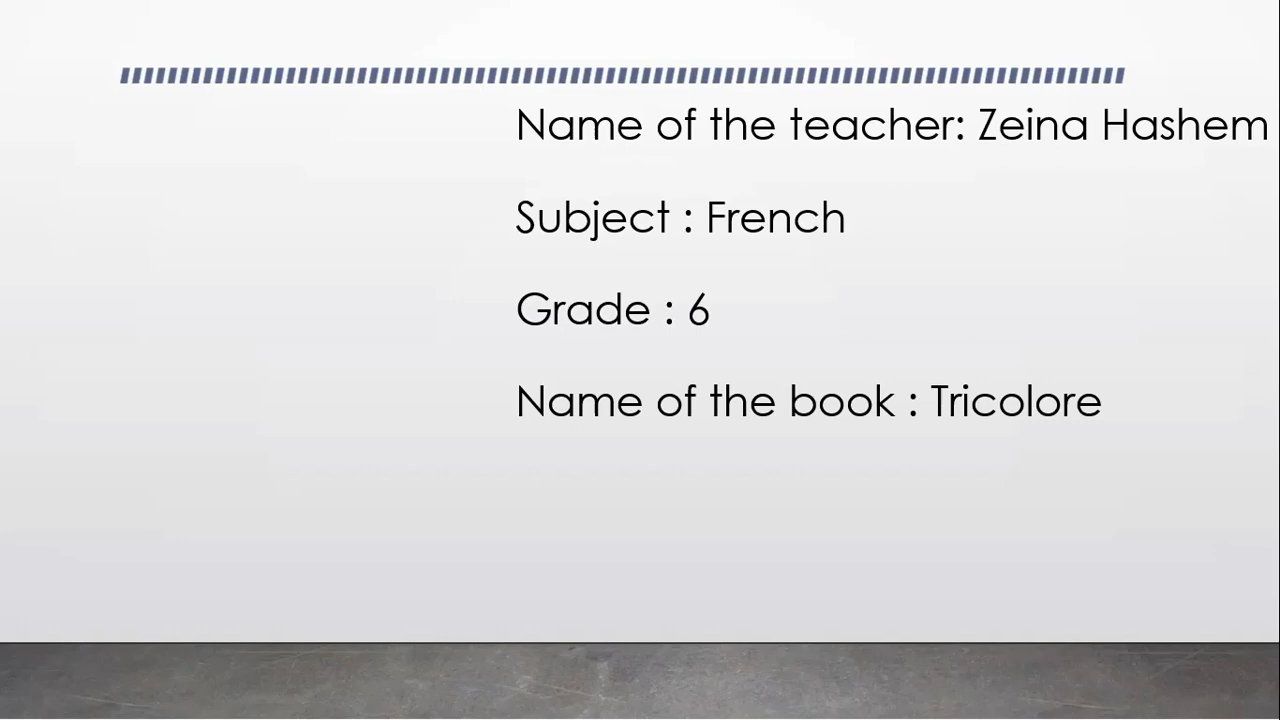 Name of the teacher: Zeina Hashem
Subject : French
Grade : 6
Name of the book : Tricolore